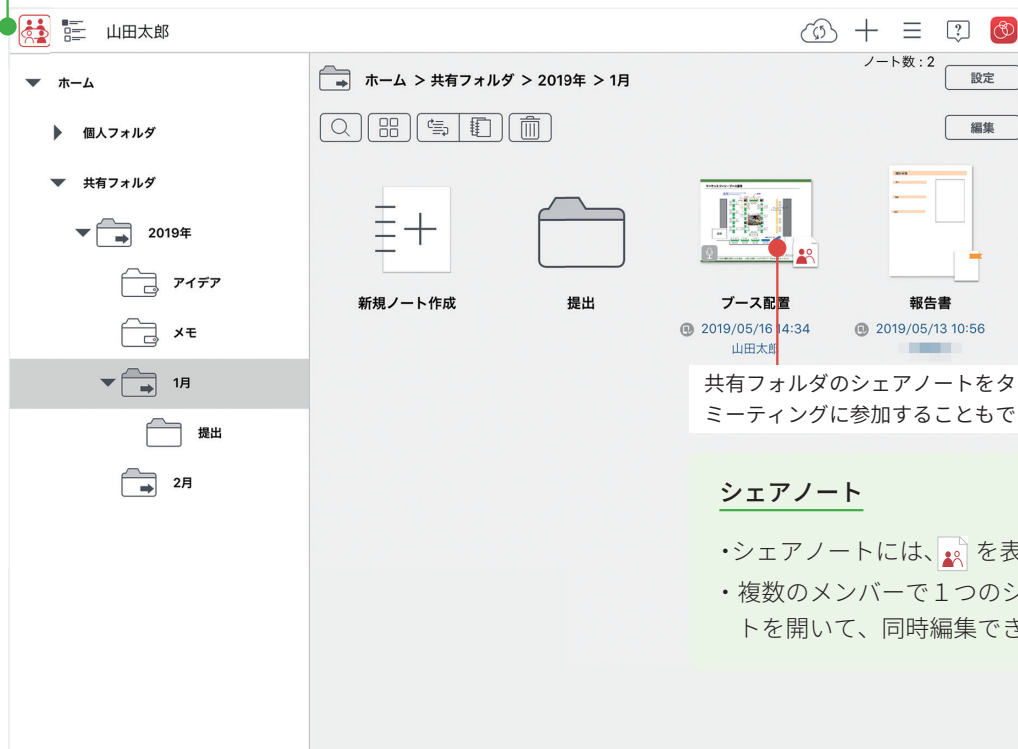 山田太郎
ノート数 : 2
▼ ホーム
ホーム > 共有フォルダ > 2019年 > 1月
設定
個人フォルダ
編集
共有フォルダ
2019年
アイデア
メモ
1月
提出
2月
新規ノート作成
提出
ブース配置
報告書
2019/05/16 14:34
2019/05/13 10:56
山田太郎
共有フォルダのシェアノートをタ
ミーティングに参加することもで
シェアノート
・シェアノートには、 を表
・複数のメンバーで１つのシ
トを開いて、同時編集でき